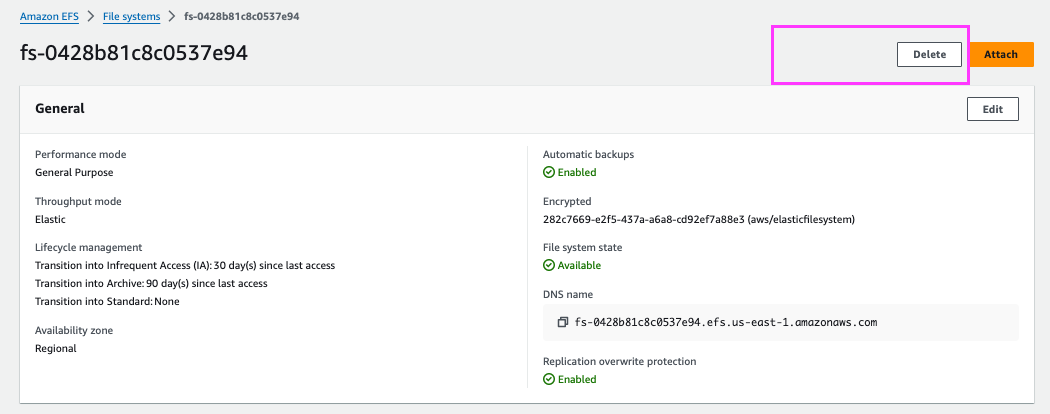 Amazon EFS > File systems > fs-0428b81c8c0537e94
fs-0428b81c8c0537e94
Delete
Attach
General
Edit
Performance mode
General Purpose
Throughput mode
Elastic
Lifecycle management
Transition into Infrequent Access (IA): 30 day(s) since last access
Transition into Archive: 90 day(s) since last access
Transition into Standard: None
Availability zone
Regional
Automatic backups
Enabled
Encrypted
282c7669-e2f5-437a-a6a8-cd92ef7a88e3 (aws/elasticfilesystem)
File system state
Available
DNS name
fs-0428b81c8c0537e94.efs.us-east-1.amazonaws.com
Replication overwrite protection
Enabled